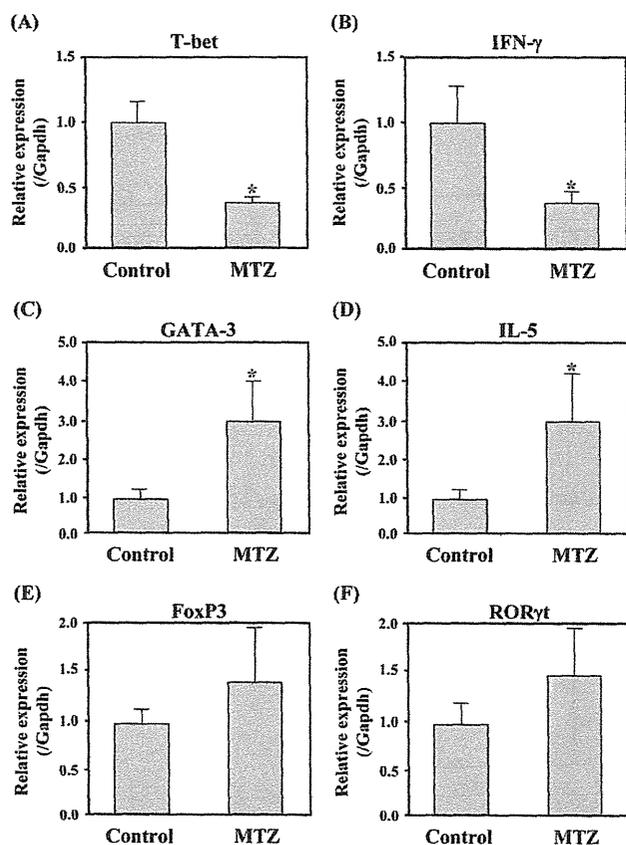 (A)
T-bet
Relative expression
(/Gapdh)
1.5
1.0
0.5
0.0
*
Control MTZ
(B)
IFN-γ
Relative expression
(/Gapdh)
1.5
1.0
0.5
0.0
*
Control MTZ
(C)
GATA-3
Relative expression
(/Gapdh)
5.0
4.0
3.0
2.0
1.0
0.0
*
Control MTZ
(D)
IL-5
Relative expression
(/Gapdh)
5.0
4.0
3.0
2.0
1.0
0.0
*
Control MTZ
(E)
FoxP3
Relative expression
(/Gapdh)
2.0
1.5
1.0
0.5
0.0
Control MTZ
(F)
RORγt
Relative expression
(/Gapdh)
2.0
1.5
1.0
0.5
0.0
Control MTZ